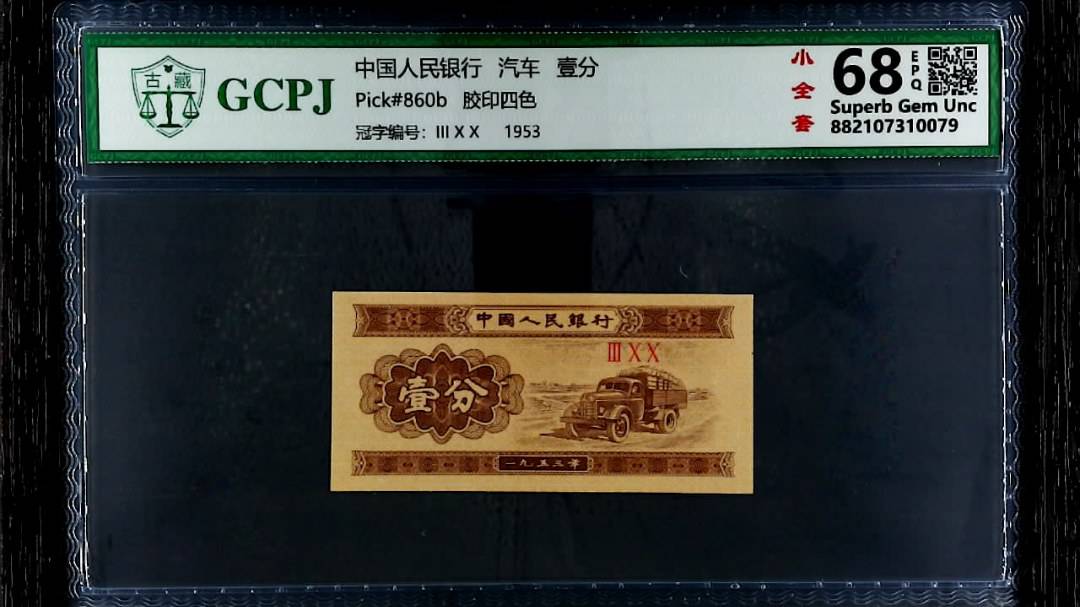 古藏
GCPJ
中国人民银行 汽车 壹分
Pick#860b 胶印四色
冠字编号: III X X 1953
小全套
68 EPQ
Superb Gem Unc
882107310079
中國人民銀行
III X X
壹分
一九五三年